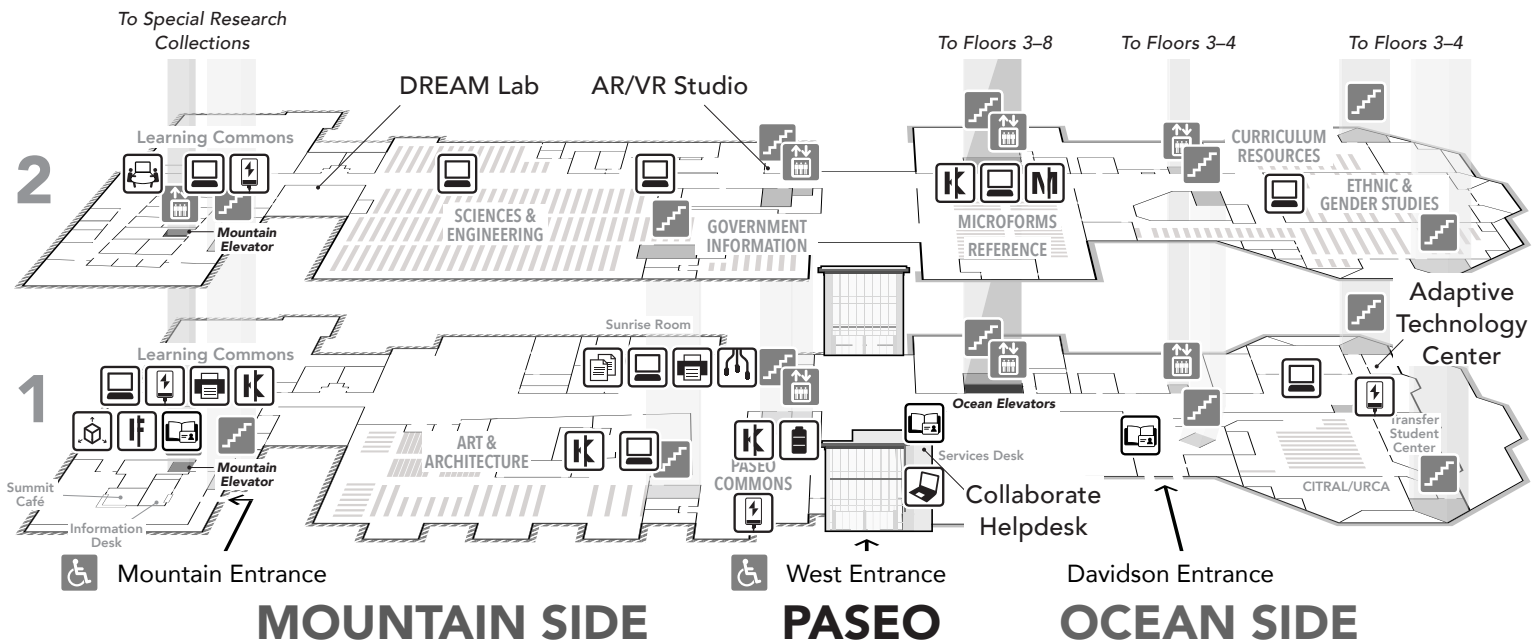 To Special Research
Collections
To Floors 3–8
To Floors 3–4
To Floors 3–4
DREAM Lab
AR/VR Studio
2
Learning Commons
Mountain
Elevator
SCIENCES &
ENGINEERING
GOVERNMENT
INFORMATION
MICROFORMS
REFERENCE
CURRICULUM
RESOURCES
ETHNIC &
GENDER STUDIES
Adaptive
Technology
Center
1
Learning Commons
Sunrise Room
Mountain
Elevator
Summit
Café
Information
Desk
ART &
ARCHITECTURE
PASEO
COMMONS
Ocean Elevators
Services Desk
Collaborate
Helpdesk
Transfer
Student
Center
CITRAL/URCA
Mountain Entrance
West Entrance
Davidson Entrance
MOUNTAIN SIDE
PASEO
OCEAN SIDE